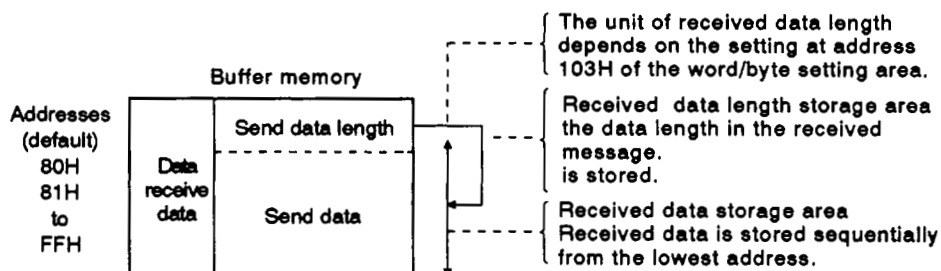 The unit of received data length
depends on the setting at address
103H of the word/byte setting area.
Buffer memory
Addresses
(default)
80H
81H
to
FFH
Data
receive
data
Send data length
Send data
Received data length storage area
the data length in the received
message.
is stored.
Received data storage area
Received data is stored sequentially
from the lowest address.